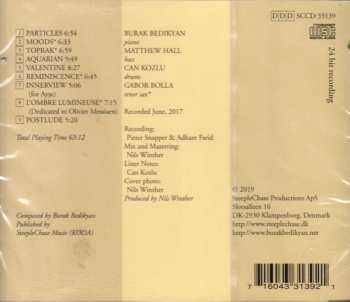 1 PARTICLES 6:54
2 MOODS* 6:33
3 TOPRAK* 6:59
4 AQUARIAN 5:49
5 VALENTINE 6:27
6 REMINISCENCE* 6:45
7 INNERVIEW 5:06
(for Ayşe)
8 L'OMBRE LUMINEUSE* 7:15
(Dedicated to Olivier Messiaen)
9 POSTLUDE 5:20
Total Playing Time 63:12
Composed by Burak Bedikyan
Published by
SteepleChase Music (KODA)
BURAK BEDIKYAN
piano
MATTHEW HALL
bass
CAN KOZLU
drums
GABOR BOLLA
tenor sax*
Recorded June, 2017
Recording:
Pieter Snapper & Adham Farid
Mix and Mastering:
Nils Winther
Liner Notes:
Can Kozlu
Cover photo:
Nils Winther
Produced by Nils Winther
DDD SCCD 33139
24 bit recording
© 2019
SteepleChase Productions ApS
Slotsalleen 16
DK-2930 Klampenborg, Denmark
http://www.steeplechase.dk
http://www.burakbedikyan.net
7 16043 31392 1